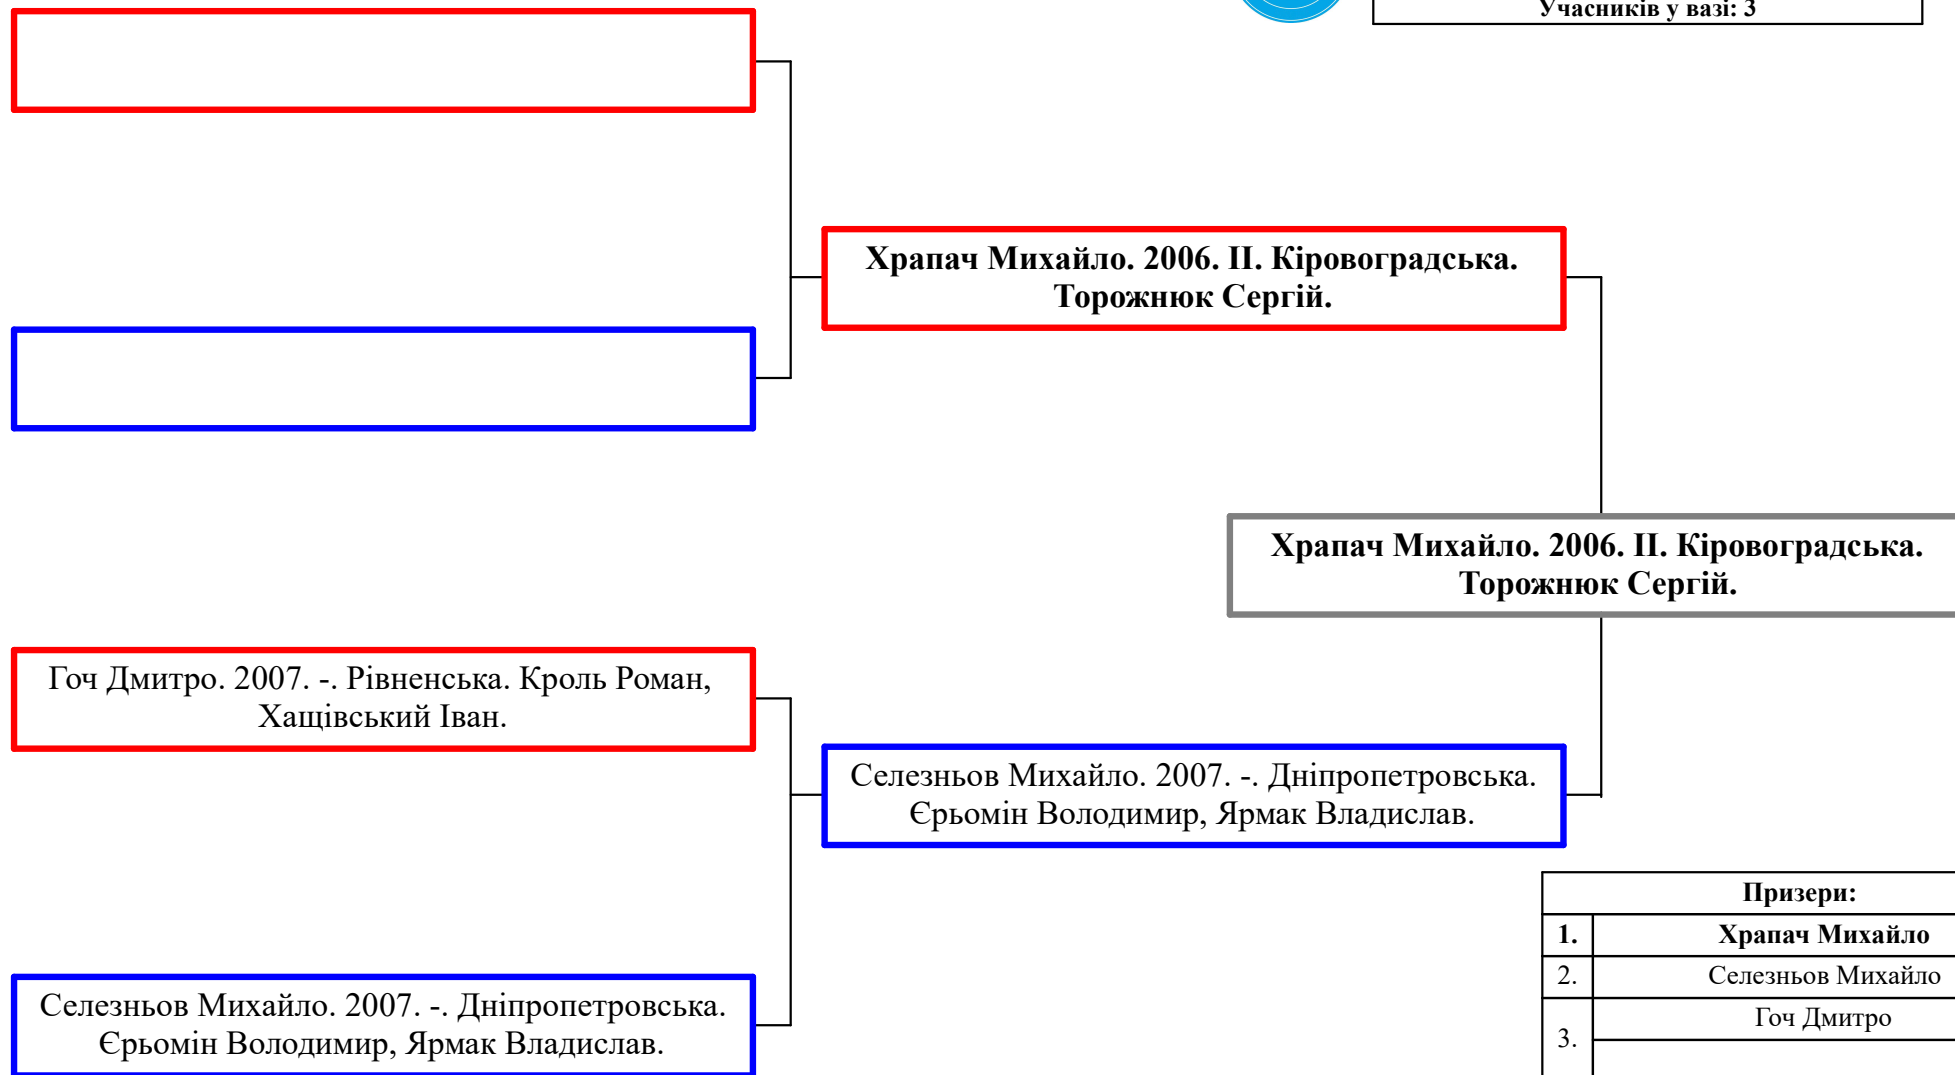 Учасників у вазі: 3
Храпач Михайло. 2006. II. Кіровоградська.
Торожнюк Сергій.
Храпач Михайло. 2006. II. Кіровоградська.
Торожнюк Сергій.
Гоч Дмитро. 2007. -. Рівненська. Кроль Роман,
Хащівський Іван.
Селезньов Михайло. 2007. -. Дніпропетровська.
Єрьомін Володимир, Ярмак Владислав.
Селезньов Михайло. 2007. -. Дніпропетровська.
Єрьомін Володимир, Ярмак Владислав.
Призери:
1. Храпач Михайло
2. Селезньов Михайло
3. Гоч Дмитро